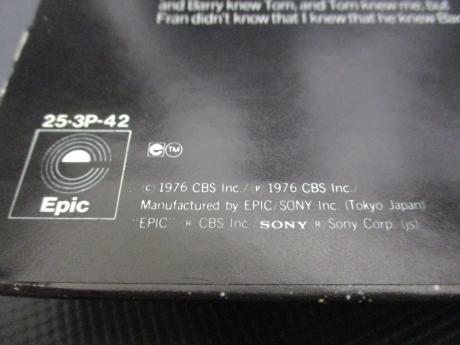 and Barry knew Tom, and Tom knew me, but
Fran didn't know that I knew that he knew Bar
25·3P-42
Epic
e TM
© 1976 CBS Inc./ ℗ 1976 CBS Inc./
Manufactured by EPIC/SONY Inc. (Tokyo Japan)
"EPIC" ® CBS Inc. SONY ® Sony Corp. (js)